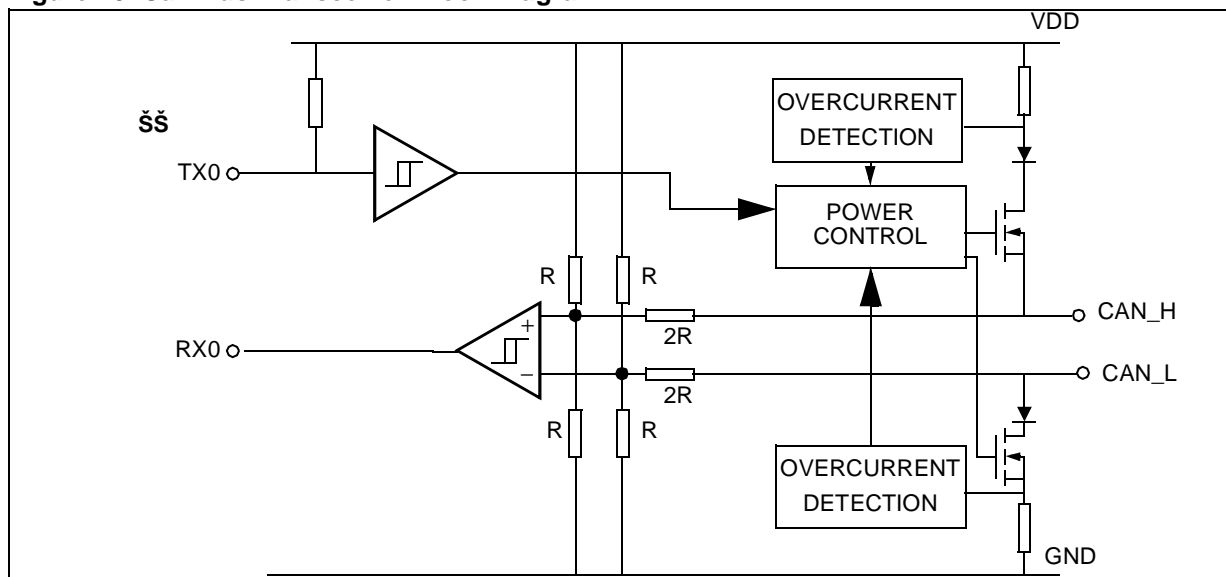 VDD
OVERCURRENT
DETECTION
ŠŠ
TX0
POWER
CONTROL
R
R
+
CAN_H
2R
RX0
−
CAN_L
2R
R
R
OVERCURRENT
DETECTION
GND